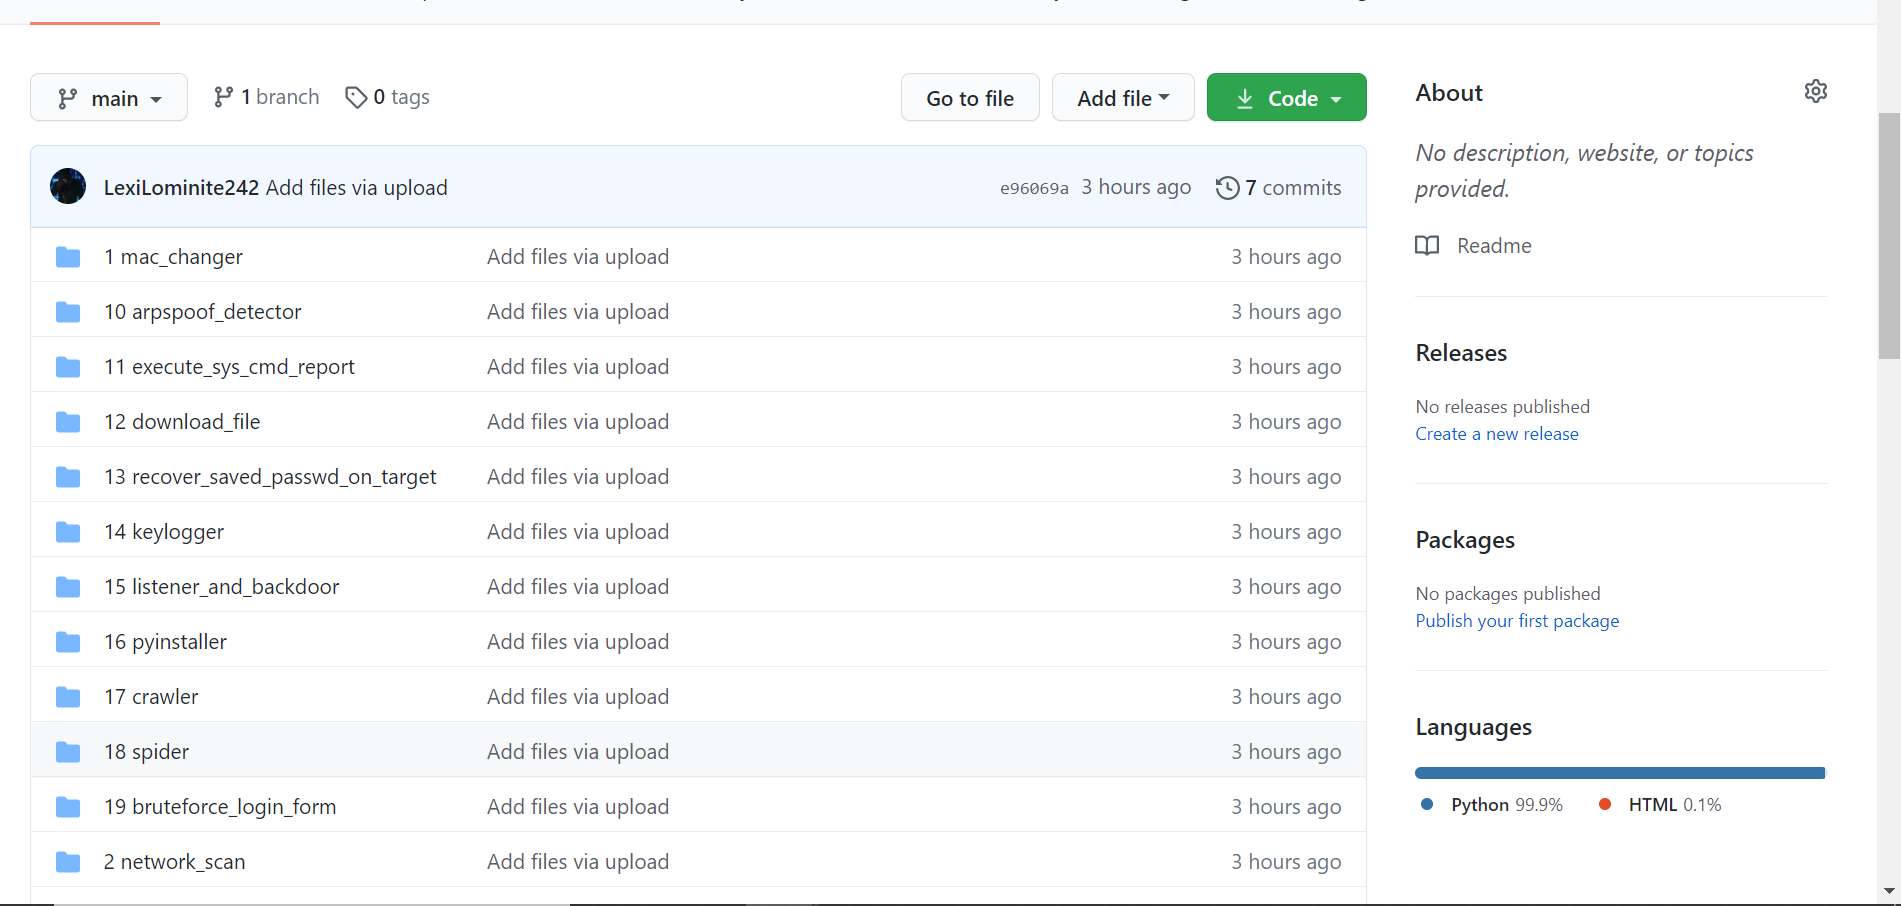 main
1 branch
0 tags
Go to file
Add file
Code
LexiLominite242 Add files via upload
e96069a 3 hours ago
7 commits
1 mac_changer Add files via upload 3 hours ago
10 arpspoof_detector Add files via upload 3 hours ago
11 execute_sys_cmd_report Add files via upload 3 hours ago
12 download_file Add files via upload 3 hours ago
13 recover_saved_passwd_on_target Add files via upload 3 hours ago
14 keylogger Add files via upload 3 hours ago
15 listener_and_backdoor Add files via upload 3 hours ago
16 pyinstaller Add files via upload 3 hours ago
17 crawler Add files via upload 3 hours ago
18 spider Add files via upload 3 hours ago
19 bruteforce_login_form Add files via upload 3 hours ago
2 network_scan Add files via upload 3 hours ago
About
No description, website, or topics
provided.
Readme
Releases
No releases published
Create a new release
Packages
No packages published
Publish your first package
Languages
Python 99.9%
HTML 0.1%